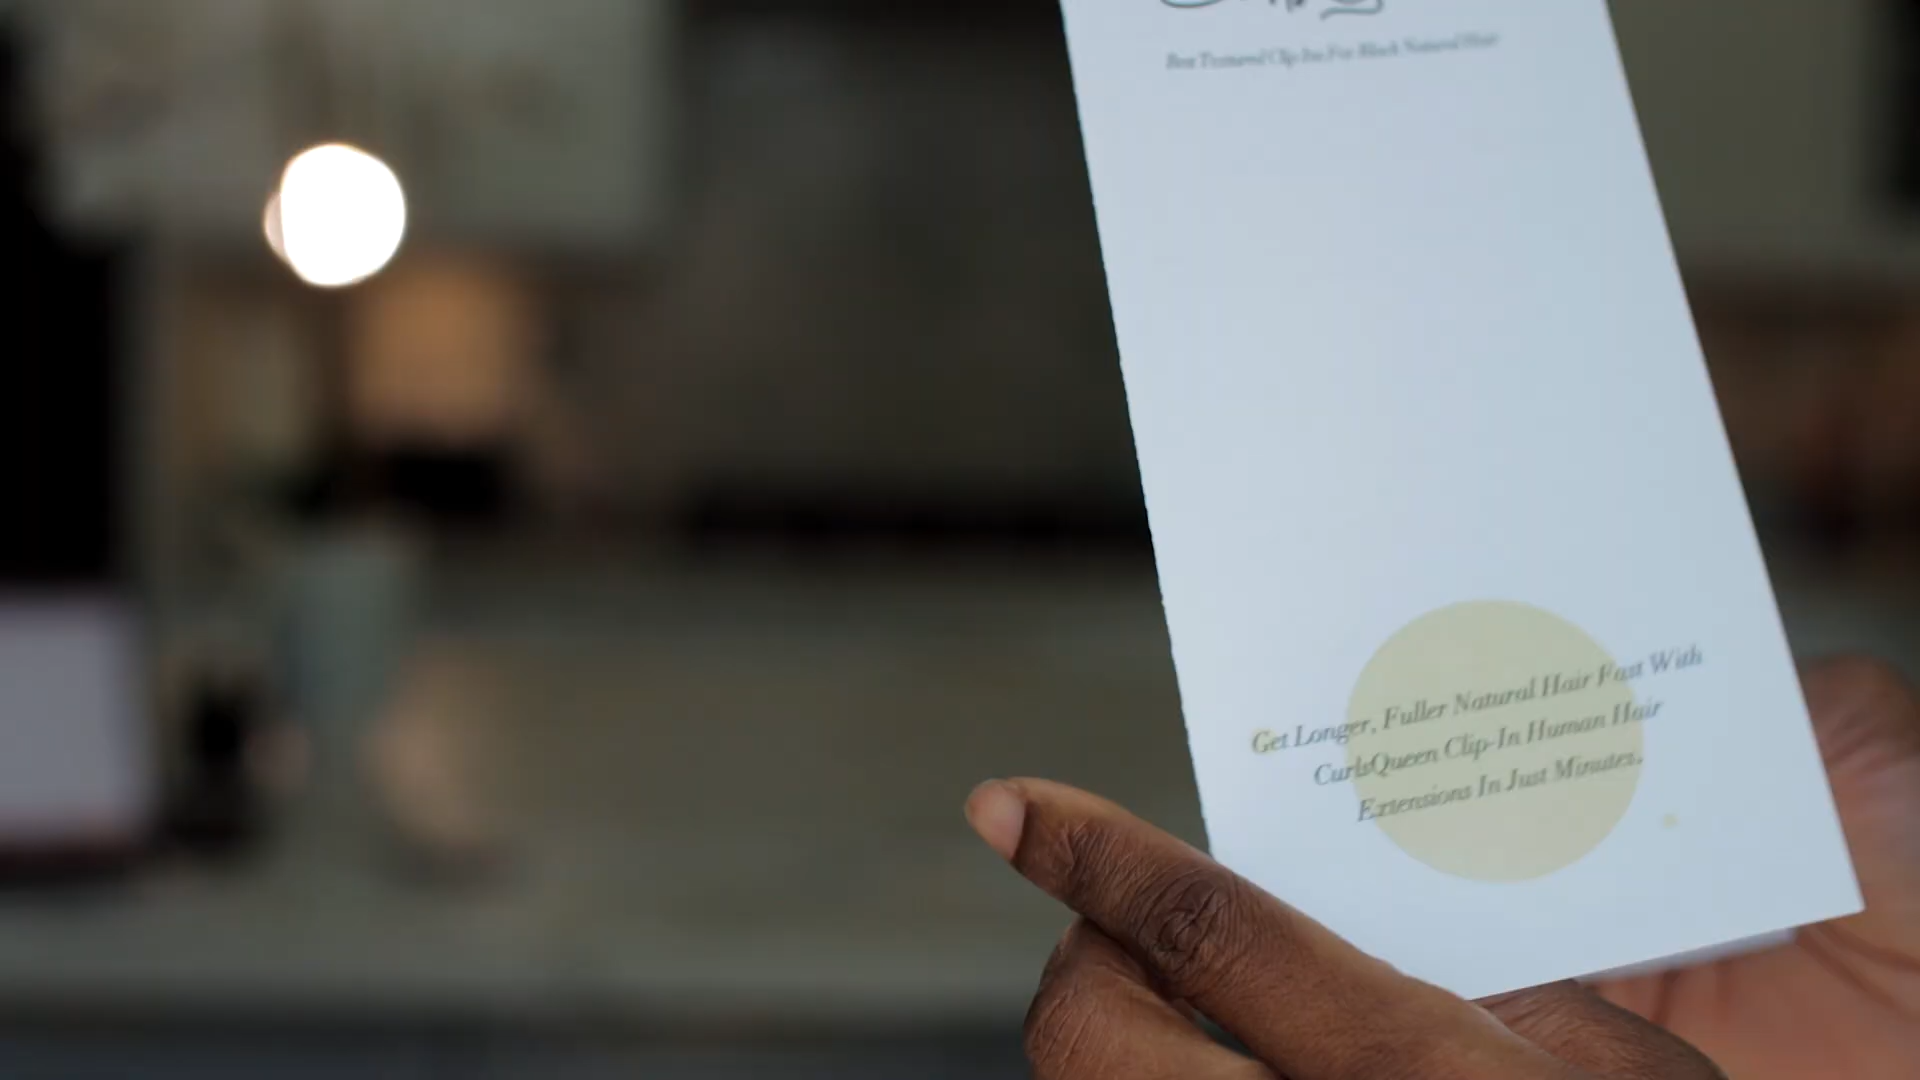 Best Textured Clip Ins For Black Natural Hair
Get Longer, Fuller Natural Hair Fast With
CurlsQueen Clip-In Human Hair
Extensions In Just Minutes.